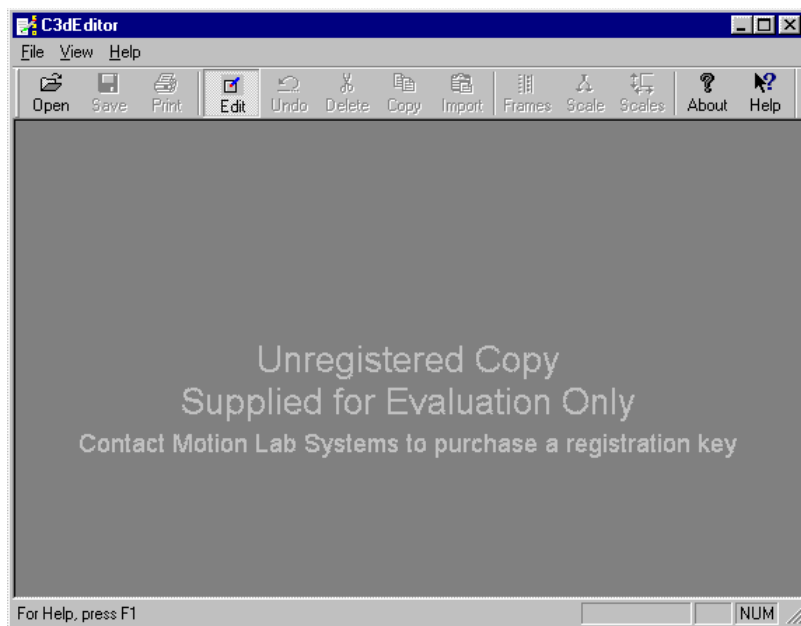 C3dEditor
File View Help
Open Save Print Edit Undo Delete Copy Import Frames Scale Scales About Help
Unregistered Copy
Supplied for Evaluation Only
Contact Motion Lab Systems to purchase a registration key
For Help, press F1 NUM